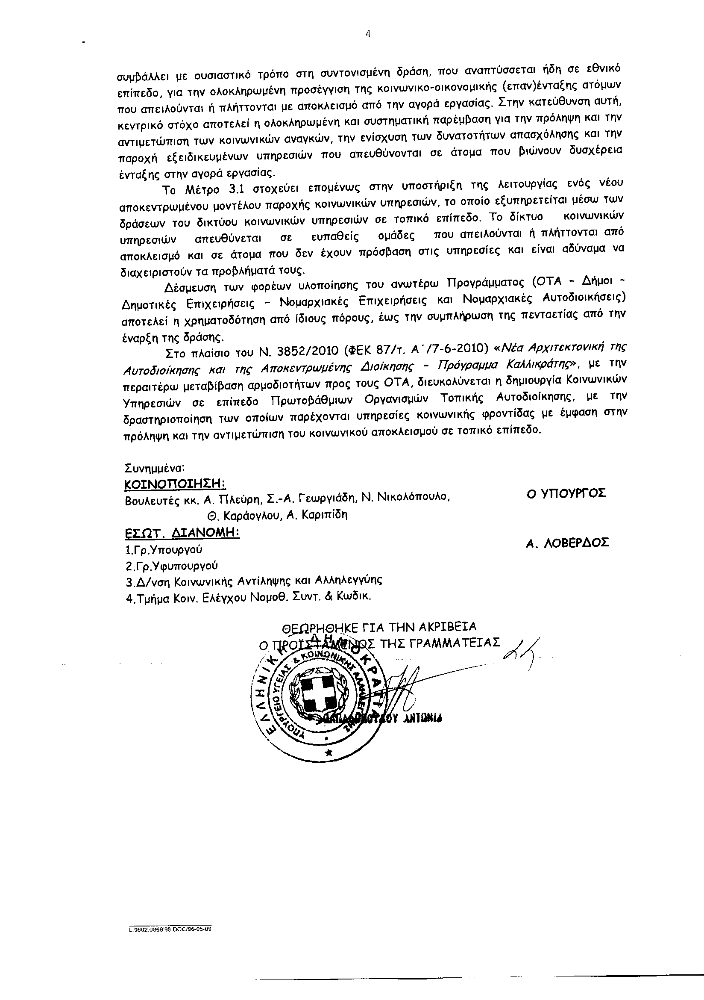 4
συμβάλλει με ουσιαστικό τρόπο στη συντονισμένη δράση, που αναπτύσσεται ήδη σε εθνικό
επίπεδο, για την ολοκληρωμένη προσέγγιση της κοινωνικο-οικονομικής (επαν)ένταξης ατόμων
που απειλούνται ή πλήττονται με αποκλεισμό από την αγορά εργασίας. Στην κατεύθυνση αυτή,
κεντρικό στόχο αποτελεί η ολοκληρωμένη και συστηματική παρέμβαση για την πρόληψη και την
αντιμετώπιση των κοινωνικών αναγκών, την ενίσχυση των δυνατοτήτων απασχόλησης και την
παροχή εξειδικευμένων υπηρεσιών που απευθύνονται σε άτομα που βιώνουν δυσχέρεια
ένταξης στην αγορά εργασίας.
Το Μέτρο 3.1 στοχεύει επομένως στην υποστήριξη της λειτουργίας ενός νέου
αποκεντρωμένου μοντέλου παροχής κοινωνικών υπηρεσιών, το οποίο εξυπηρετείται μέσω των
δράσεων του δικτύου κοινωνικών υπηρεσιών σε τοπικό επίπεδο. Το δίκτυο κοινωνικών
υπηρεσιών απευθύνεται σε ευπαθείς ομάδες που απειλούνται ή πλήττονται από
αποκλεισμό και σε άτομα που δεν έχουν πρόσβαση στις υπηρεσίες και είναι αδύναμα να
διαχειριστούν τα προβλήματά τους.
Δέσμευση των φορέων υλοποίησης του ανωτέρω Προγράμματος (ΟΤΑ - Δήμοι -
Δημοτικές Επιχειρήσεις - Νομαρχιακές Επιχειρήσεις και Νομαρχιακές Αυτοδιοικήσεις)
αποτελεί η χρηματοδότηση από ίδιους πόρους, έως την συμπλήρωση της πενταετίας από την
έναρξη της δράσης.
Στο πλαίσιο του Ν. 3852/2010 (ΦΕΚ 87/τ. Α΄/7-6-2010) «Νέα Αρχιτεκτονική της
Αυτοδιοίκησης και της Αποκεντρωμένης Διοίκησης - Πρόγραμμα Καλλικράτης», με την
περαιτέρω μεταβίβαση αρμοδιοτήτων προς τους ΟΤΑ, διευκολύνεται η δημιουργία Κοινωνικών
Υπηρεσιών σε επίπεδο Πρωτοβάθμιων Οργανισμών Τοπικής Αυτοδιοίκησης, με την
δραστηριοποίηση των οποίων παρέχονται υπηρεσίες κοινωνικής φροντίδας με έμφαση στην
πρόληψη και την αντιμετώπιση του κοινωνικού αποκλεισμού σε τοπικό επίπεδο.
Συνημμένα:
ΚΟΙΝΟΠΟΙΗΣΗ:
Βουλευτές κκ. Α. Πλεύρη, Σ.-Α. Γεωργιάδη, Ν. Νικολόπουλο,
Θ. Καράογλου, Α. Καριπίδη
Ο ΥΠΟΥΡΓΟΣ
ΕΣΩΤ. ΔΙΑΝΟΜΗ:
1.Γρ.Υπουργού
Α. ΛΟΒΕΡΔΟΣ
2.Γρ.Υφυπουργού
3.Δ/νση Κοινωνικής Αντίληψης και Αλληλεγγύης
4.Τμήμα Κοιν. Ελέγχου Νομοθ. Συντ. & Κωδικ.
ΘΕΩΡΗΘΗΚΕ ΓΙΑ ΤΗΝ ΑΚΡΙΒΕΙΑ
Ο ΠΡΟΪΣΤΑΜΕΝΟΣ ΤΗΣ ΓΡΑΜΜΑΤΕΙΑΣ
ΕΛΛΗΝΙΚΗ ΔΗΜΟΚΡΑΤΙΑ
ΥΠΟΥΡΓΕΙΟ ΥΓΕΙΑΣ & ΚΟΙΝΩΝΙΚΗΣ ΑΛΛΗΛΕΓΓΥΗΣ
ΑΝΤΩΝΙΑ
L.9602.0869'96.DOC/96-05-09